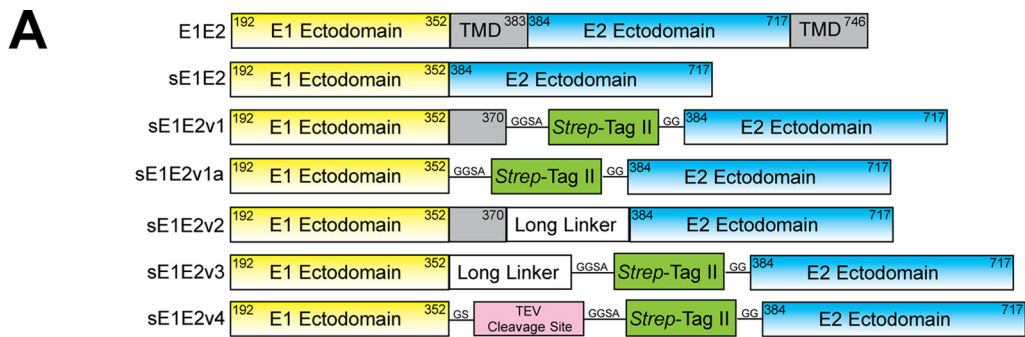 A
E1E2 192 E1 Ectodomain 352 TMD 383 384 E2 Ectodomain 717 TMD 746
sE1E2 192 E1 Ectodomain 352 384 E2 Ectodomain 717
sE1E2v1 192 E1 Ectodomain 352 370 GGSA Strep-Tag II GG 384 E2 Ectodomain 717
sE1E2v1a 192 E1 Ectodomain 352 GGSA Strep-Tag II GG 384 E2 Ectodomain 717
sE1E2v2 192 E1 Ectodomain 352 370 Long Linker 384 E2 Ectodomain 717
sE1E2v3 192 E1 Ectodomain 352 Long Linker GGSA Strep-Tag II GG 384 E2 Ectodomain 717
sE1E2v4 192 E1 Ectodomain 352 GS TEV Cleavage Site GGSA Strep-Tag II GG 384 E2 Ectodomain 717